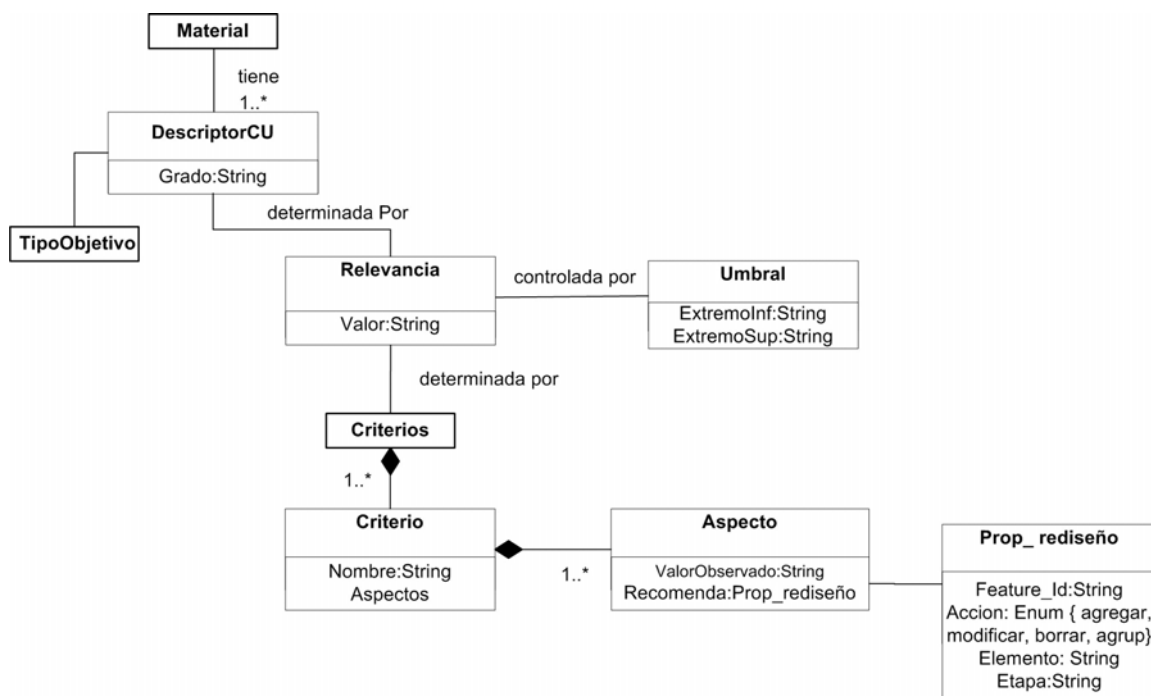 Material
tiene
1..*
DescriptorCU
Grado:String
determinada Por
TipoObjetivo
Relevancia
Valor:String
controlada por
Umbral
ExtremoInf:String
ExtremoSup:String
determinada por
Criterios
1..*
Criterio
Nombre:String
Aspectos
1..*
Aspecto
ValorObservado:String
Recomenda:Prop_rediseño
Prop_ rediseño
Feature_Id:String
Accion: Enum { agregar,
modificar, borrar, agrup}
Elemento: String
Etapa:String